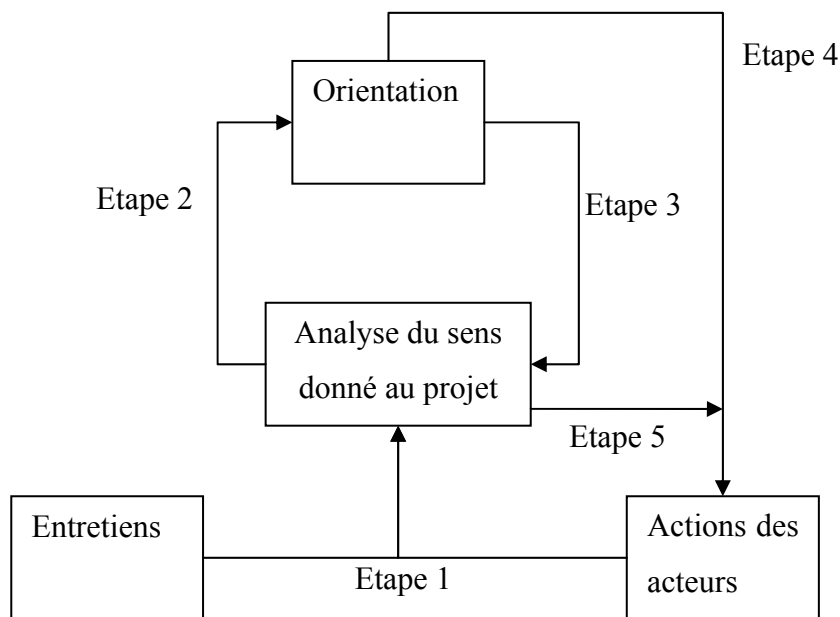 Etape 4
Orientation
Etape 2
Etape 3
Analyse du sens
donné au projet
Etape 5
Entretiens
Actions des
acteurs
Etape 1